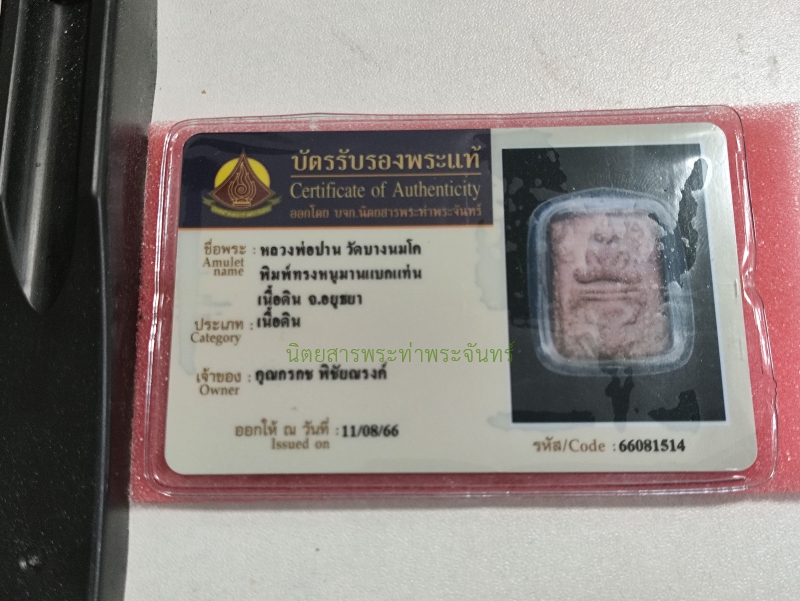 บัตรรับรองพระแท้
Certificate of Authenticity
ออกโดย บจก.นิตยสารพระท่าพระจันทร์
ชื่อพระ : หลวงพ่อปาน วัดบางนมโค
Amulet name
พิมพ์ทรงหนุมานแบกแท่น
เนื้อดิน จ.อยุธยา
ประเภท : เนื้อดิน
Category
นิตยสารพระท่าพระจันทร์
เจ้าของ : คุณกรกช พิชัยณรงค์
Owner
ออกให้ ณ วันที่ : 11/08/66
Issued on
รหัส/Code : 66081514